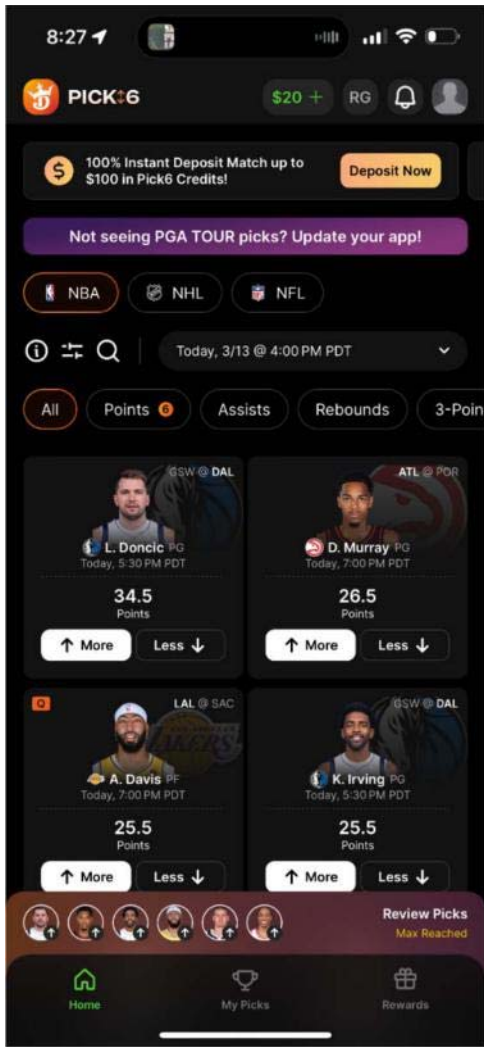 8:27
PICK6
$20 +
RG
100% Instant Deposit Match up to
$100 in Pick6 Credits!
Deposit Now
Not seeing PGA TOUR picks? Update your app!
NBA
NHL
NFL
Today, 3/13 @ 4:00 PM PDT
All
Points 6
Assists
Rebounds
3-Poin
GSW @ DAL
L. Doncic PG
Today, 5:30 PM PDT
34.5
Points
↑ More
Less ↓
ATL @ POR
D. Murray PG
Today, 7:00 PM PDT
26.5
Points
↑ More
Less ↓
Q
LAL @ SAC
A. Davis PF
Today, 7:00 PM PDT
25.5
Points
↑ More
Less ↓
GSW @ DAL
K. Irving PG
Today, 5:30 PM PDT
25.5
Points
↑ More
Less ↓
Review Picks
Max Reached
Home
My Picks
Rewards